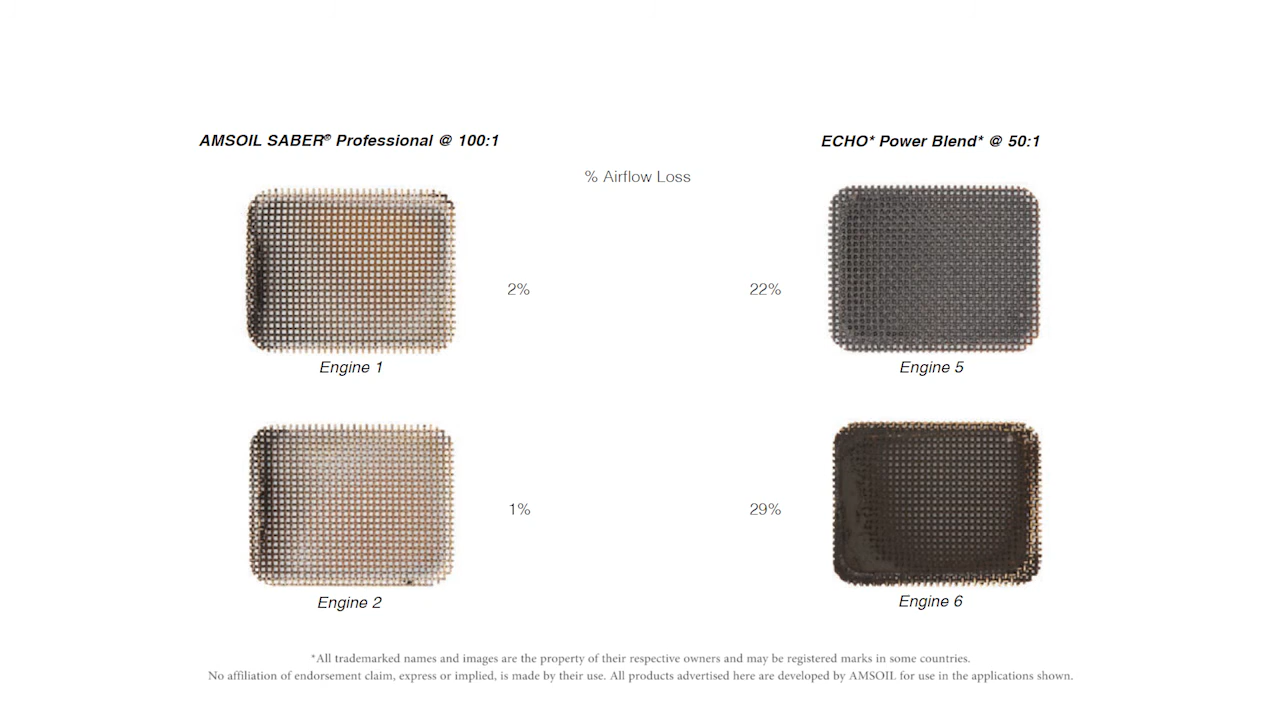 AMSOIL SABER® Professional @ 100:1
ECHO* Power Blend* @ 50:1
% Airflow Loss
2%
22%
Engine 1
Engine 5
1%
29%
Engine 2
Engine 6
*All trademarked names and images are the property of their respective owners and may be registered marks in some countries.
No affiliation of endorsement claim, express or implied, is made by their use. All products advertised here are developed by AMSOIL for use in the applications shown.